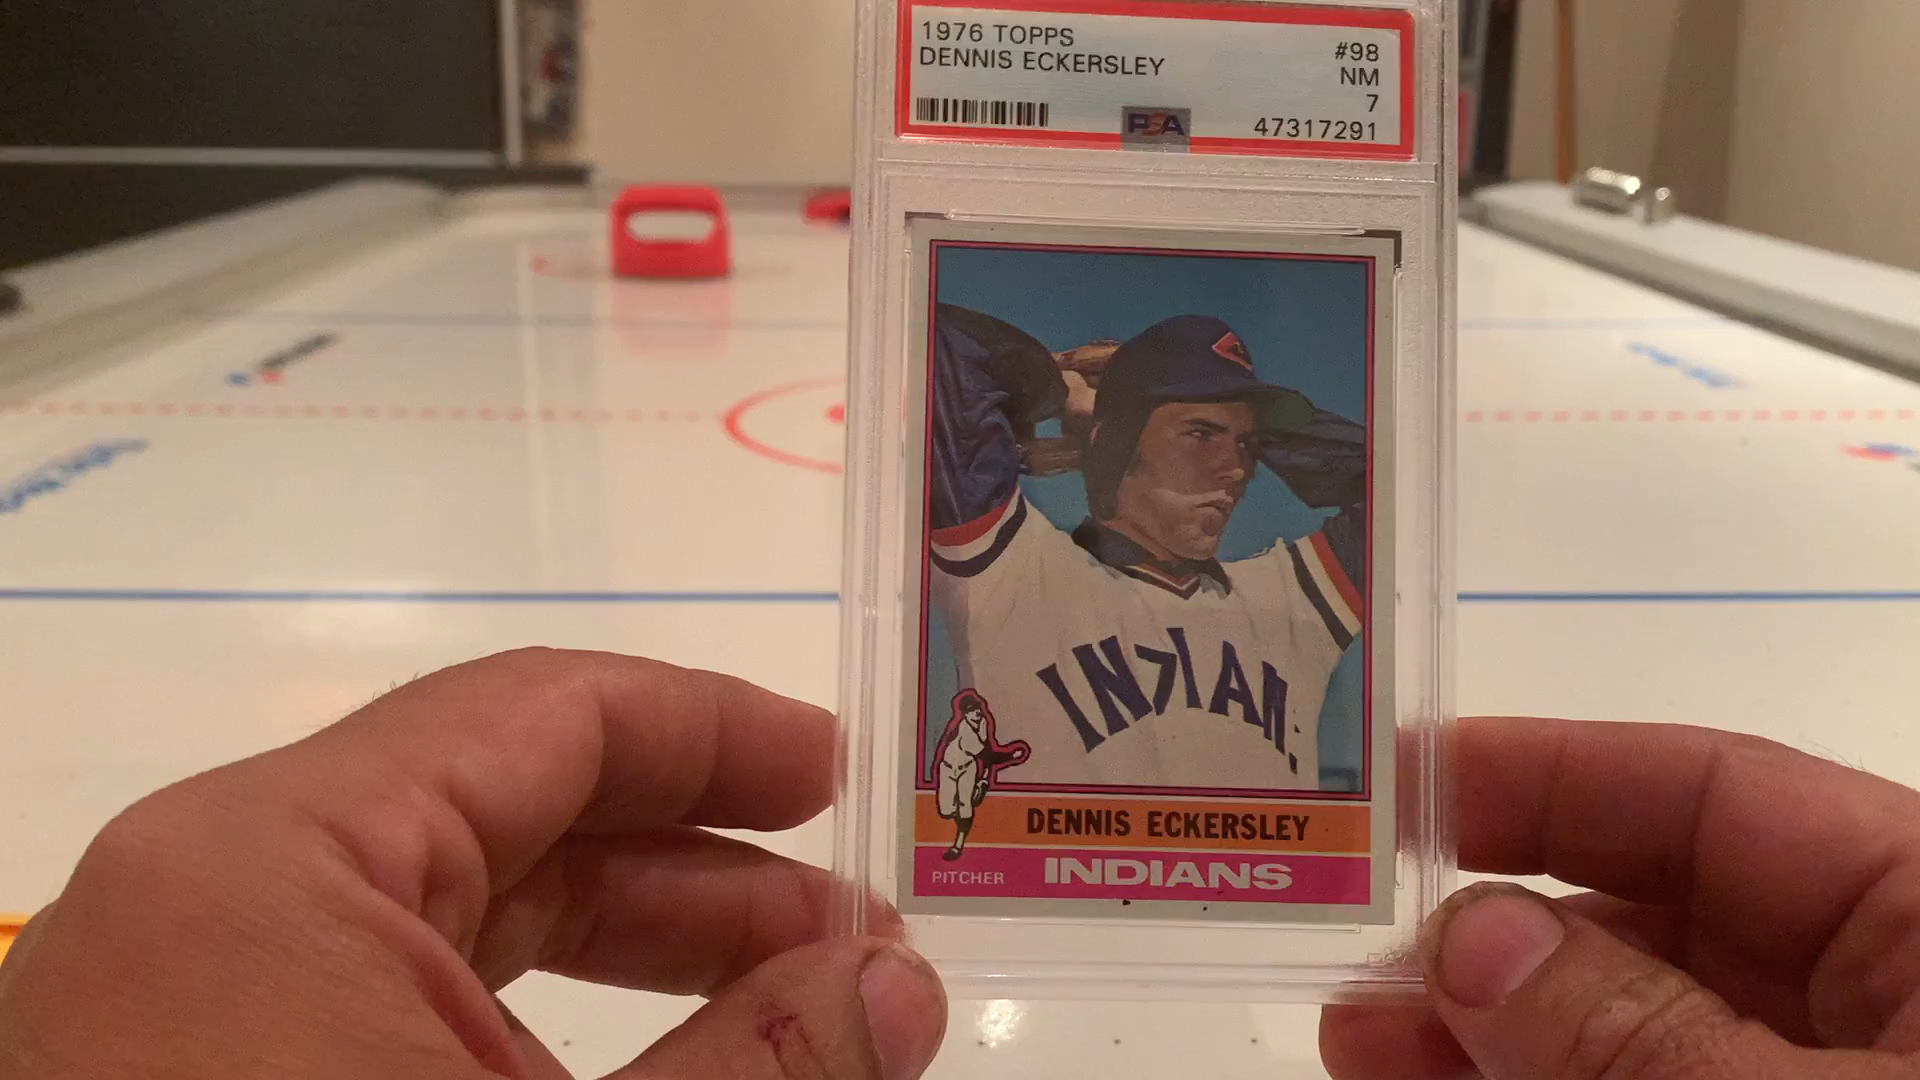 1976 TOPPS
#98
DENNIS ECKERSLEY
NM
7
PSA
47317291
INDIAN
DENNIS ECKERSLEY
PITCHER
INDIANS